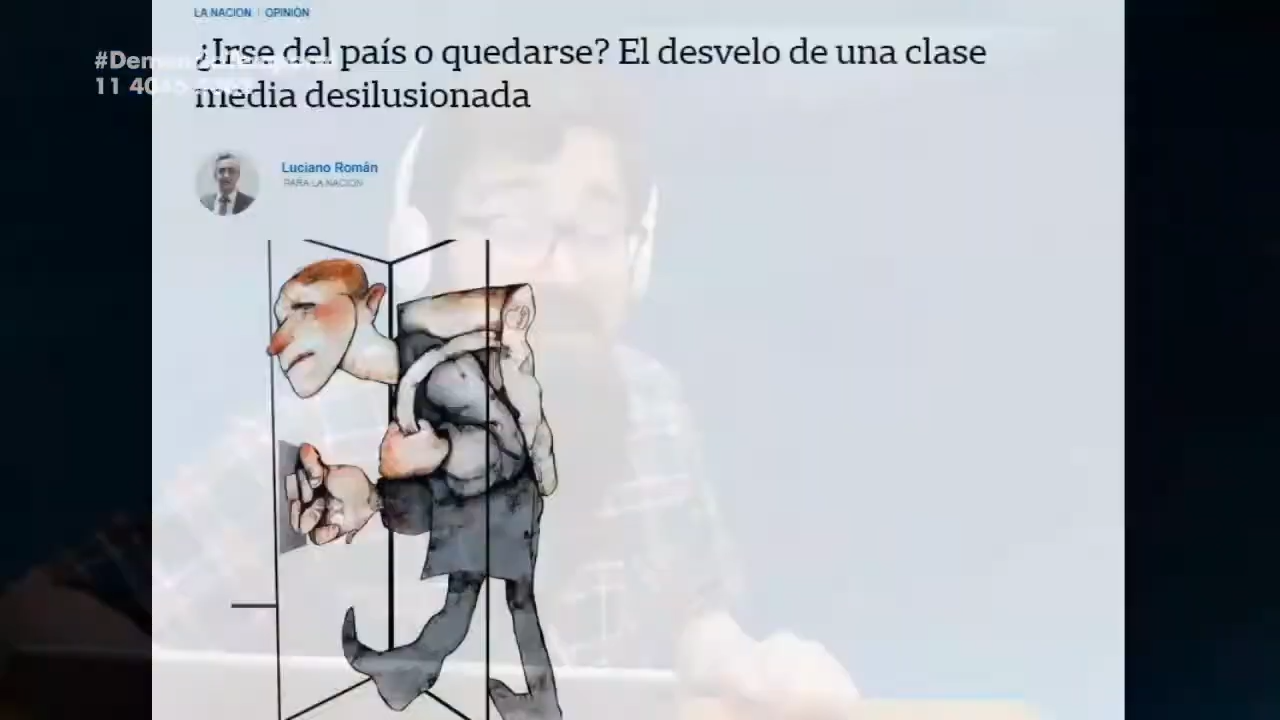 LA NACION | OPINIÓN
¿Irse del país o quedarse? El desvelo de una clase
media desilusionada
Luciano Román
PARA LA NACION